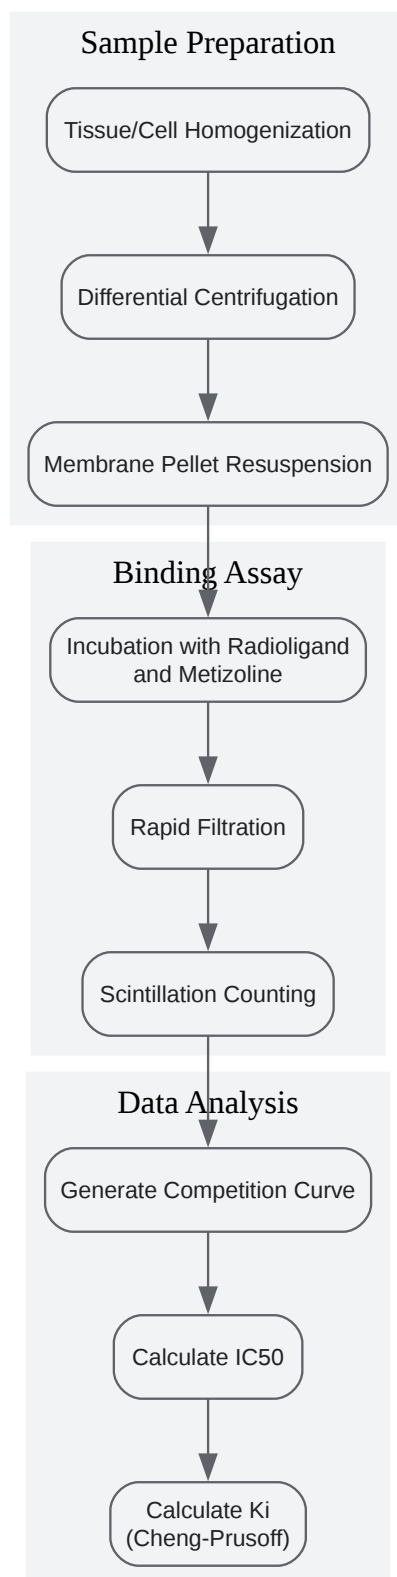 Sample Preparation
Tissue/Cell Homogenization
Differential Centrifugation
Membrane Pellet Resuspension
Binding Assay
Incubation with Radioligand
and Metizoline
Rapid Filtration
Scintillation Counting
Data Analysis
Generate Competition Curve
Calculate IC50
Calculate Ki
(Cheng-Prusoff)